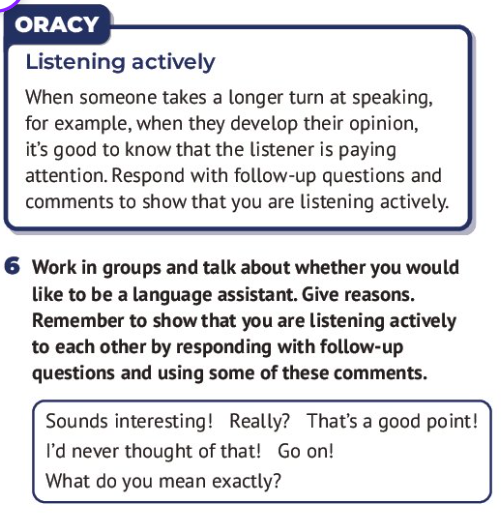 ORACY
Listening actively
When someone takes a longer turn at speaking,
for example, when they develop their opinion,
it's good to know that the listener is paying
attention. Respond with follow-up questions and
comments to show that you are listening actively.
6 Work in groups and talk about whether you would
like to be a language assistant. Give reasons.
Remember to show that you are listening actively
to each other by responding with follow-up
questions and using some of these comments.
Sounds interesting! Really? That's a good point!
I'd never thought of that! Go on!
What do you mean exactly?